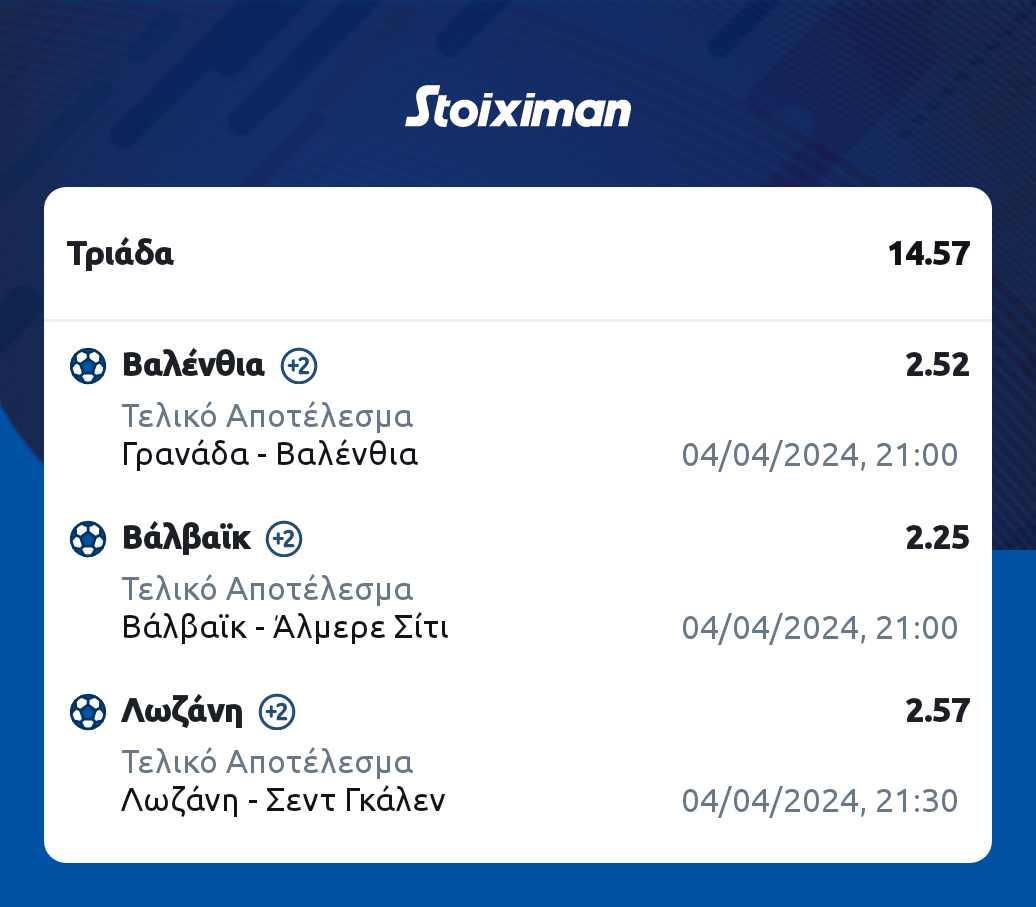 Stoiximan
Τριάδα 14.57
Βαλένθια +2 2.52
Τελικό Αποτέλεσμα
Γρανάδα - Βαλένθια 04/04/2024, 21:00
Βάλβαϊκ +2 2.25
Τελικό Αποτέλεσμα
Βάλβαϊκ - Άλμερε Σίτι 04/04/2024, 21:00
Λωζάνη +2 2.57
Τελικό Αποτέλεσμα
Λωζάνη - Σεντ Γκάλεν 04/04/2024, 21:30